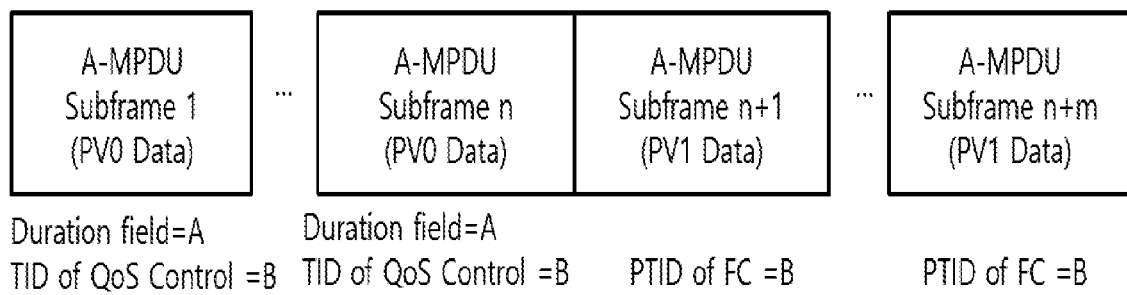 A-MPDU
Subframe 1
(PV0 Data)
...
A-MPDU
Subframe n
(PV0 Data)
A-MPDU
Subframe n+1
(PV1 Data)
...
A-MPDU
Subframe n+m
(PV1 Data)
Duration field=A
TID of QoS Control =B
Duration field=A
TID of QoS Control =B
PTID of FC =B
PTID of FC =B